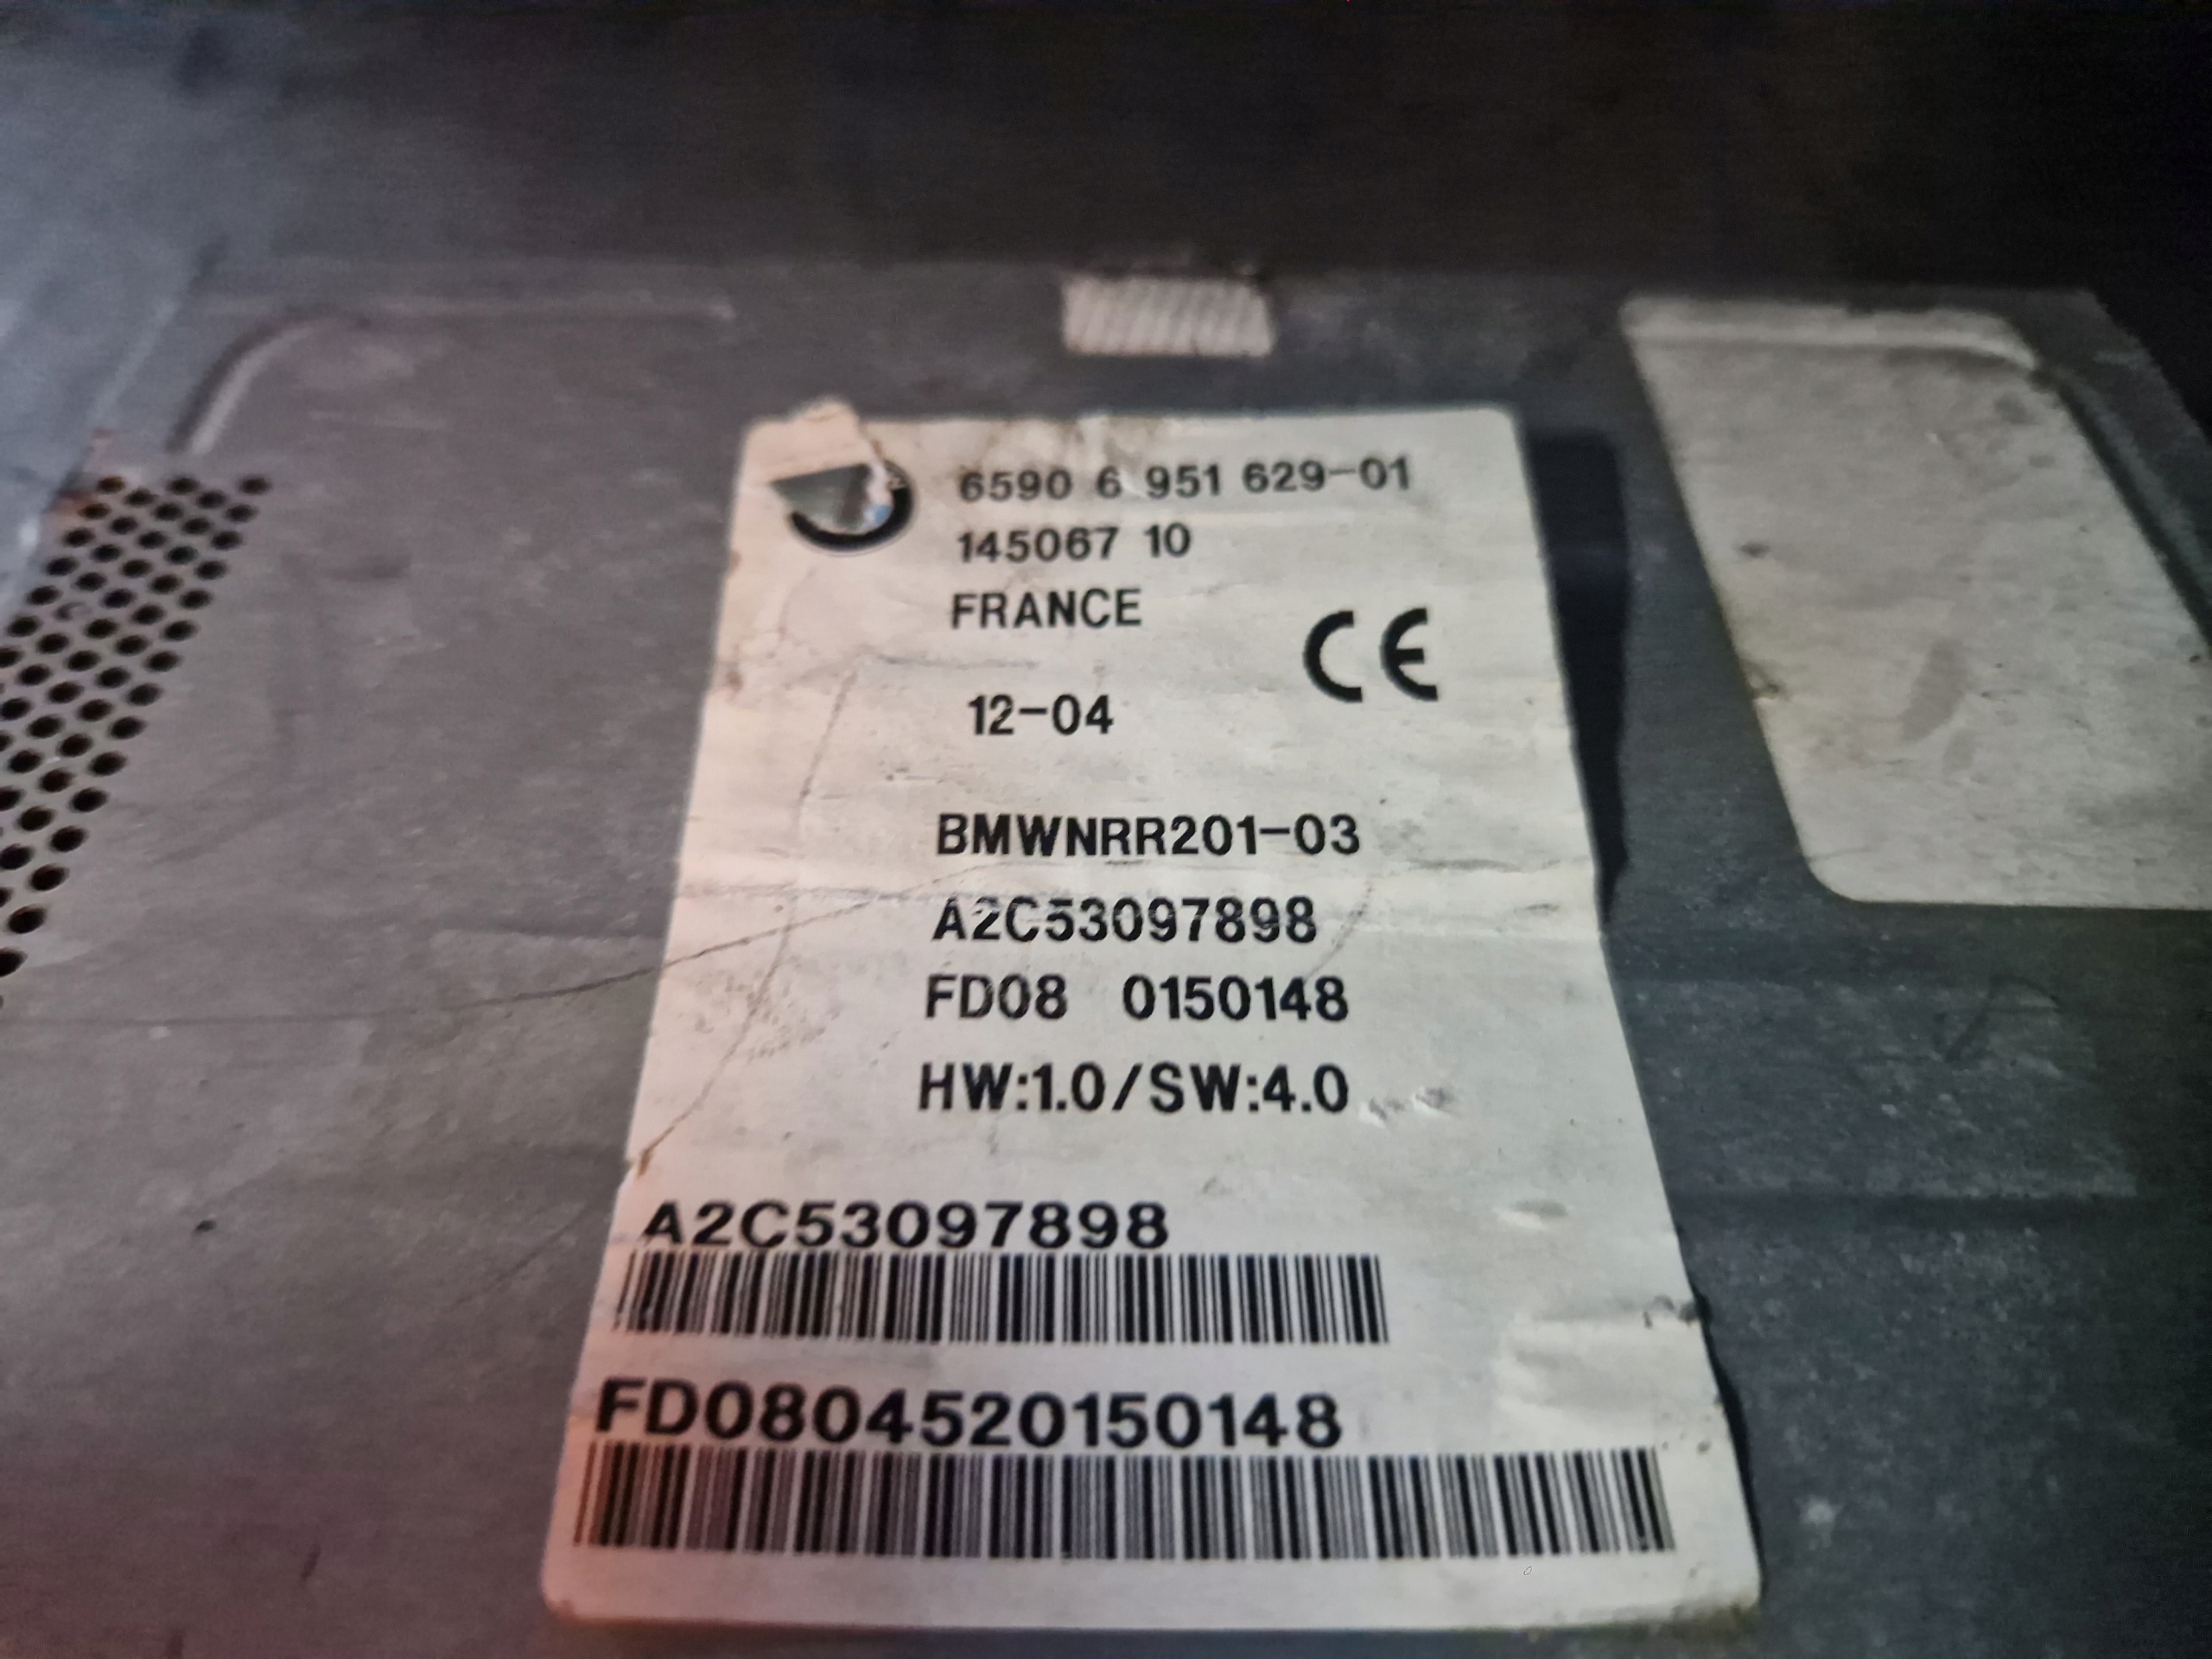 6590 6 951 629-01
145067 10
FRANCE
CE
12-04
BMWNRR201-03
A2C53097898
FD08 0150148
HW:1.0/SW:4.0
A2C53097898
FD0804520150148